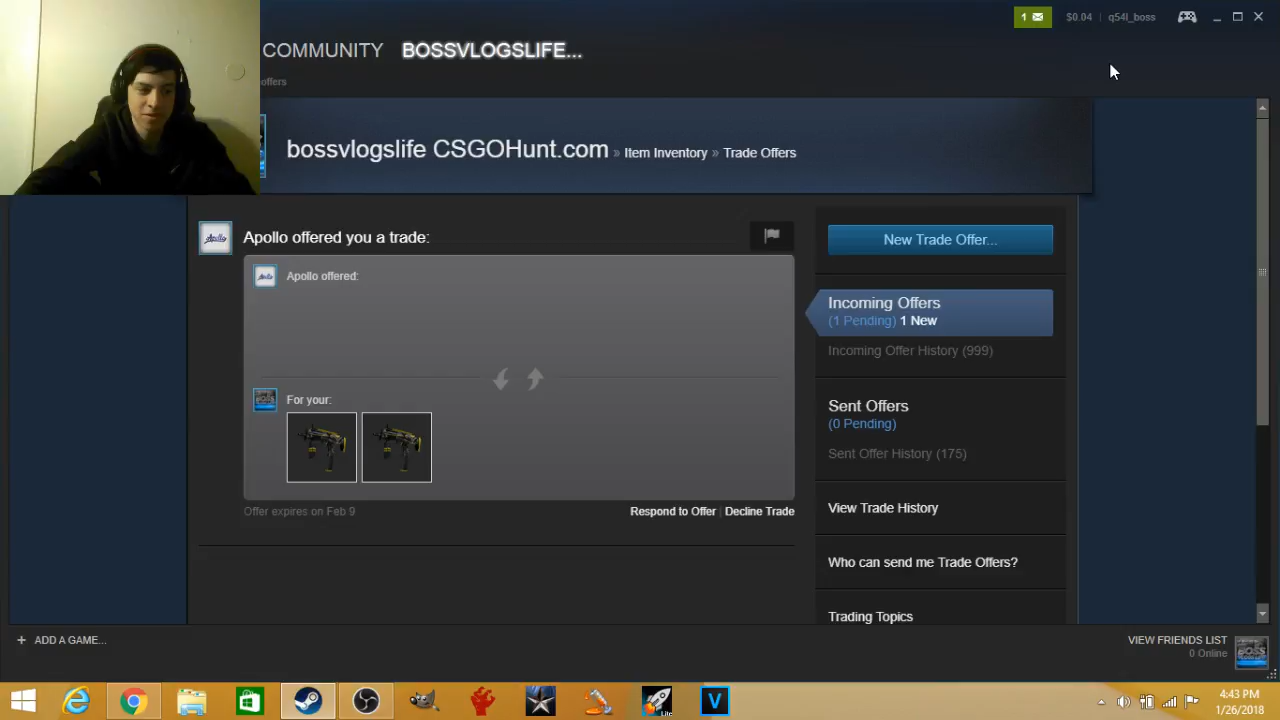 1
$0.04
q54l_boss
COMMUNITY
BOSSVLOGSLIFE...
offers
bossvlogslife CSGOHunt.com » Item Inventory » Trade Offers
Apollo offered you a trade:
Apollo offered:
For your:
Offer expires on Feb 9
Respond to Offer | Decline Trade
New Trade Offer...
Incoming Offers
(1 Pending) 1 New
Incoming Offer History (999)
Sent Offers
(0 Pending)
Sent Offer History (175)
View Trade History
Who can send me Trade Offers?
Trading Topics
+ ADD A GAME...
VIEW FRIENDS LIST
0 Online
BOSS
Lite
V
4:43 PM
1/26/2018